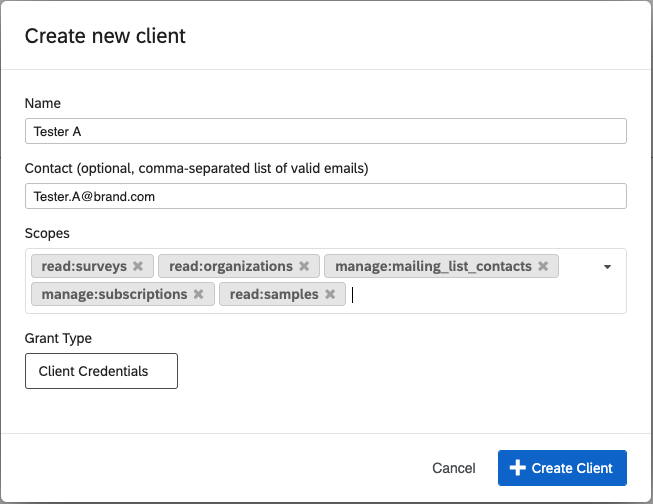 Create new client
Name
Tester A
Contact (optional, comma-separated list of valid emails)
Tester.A@brand.com
Scopes
read:surveys read:organizations manage:mailing_list_contacts
manage:subscriptions read:samples
Grant Type
Client Credentials
Cancel Create Client